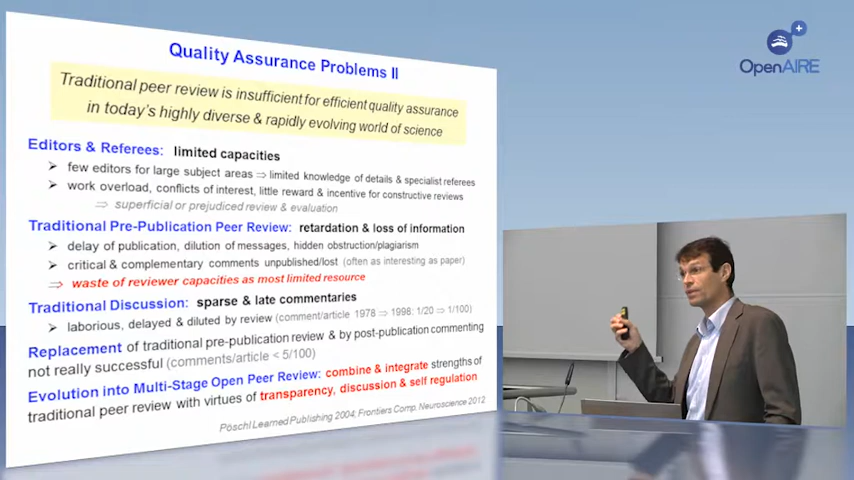 Quality Assurance Problems II
OpenAIRE
Traditional peer review is insufficient for efficient quality assurance
in today's highly diverse & rapidly evolving world of science
Editors & Referees: limited capacities
➢ few editors for large subject areas ⇒ limited knowledge of details & specialist referees
➢ work overload, conflicts of interest, little reward & incentive for constructive reviews
⇒ superficial or prejudiced review & evaluation
Traditional Pre-Publication Peer Review: retardation & loss of information
➢ delay of publication, dilution of messages, hidden obstruction/plagiarism
➢ critical & complementary comments unpublished/lost (often as interesting as paper)
⇒ waste of reviewer capacities as most limited resource
Traditional Discussion: sparse & late commentaries
➢ laborious, delayed & diluted by review (comment/article 1978 ⇒ 1998: 1/20 ⇒ 1/100)
Replacement of traditional pre-publication review & by post-publication commenting
not really successful (comments/article < 5/100)
Evolution into Multi-Stage Open Peer Review: combine & integrate strengths of
traditional peer review with virtues of transparency, discussion & self regulation
Pöschl Learned Publishing 2004; Frontiers Comp. Neuroscience 2012